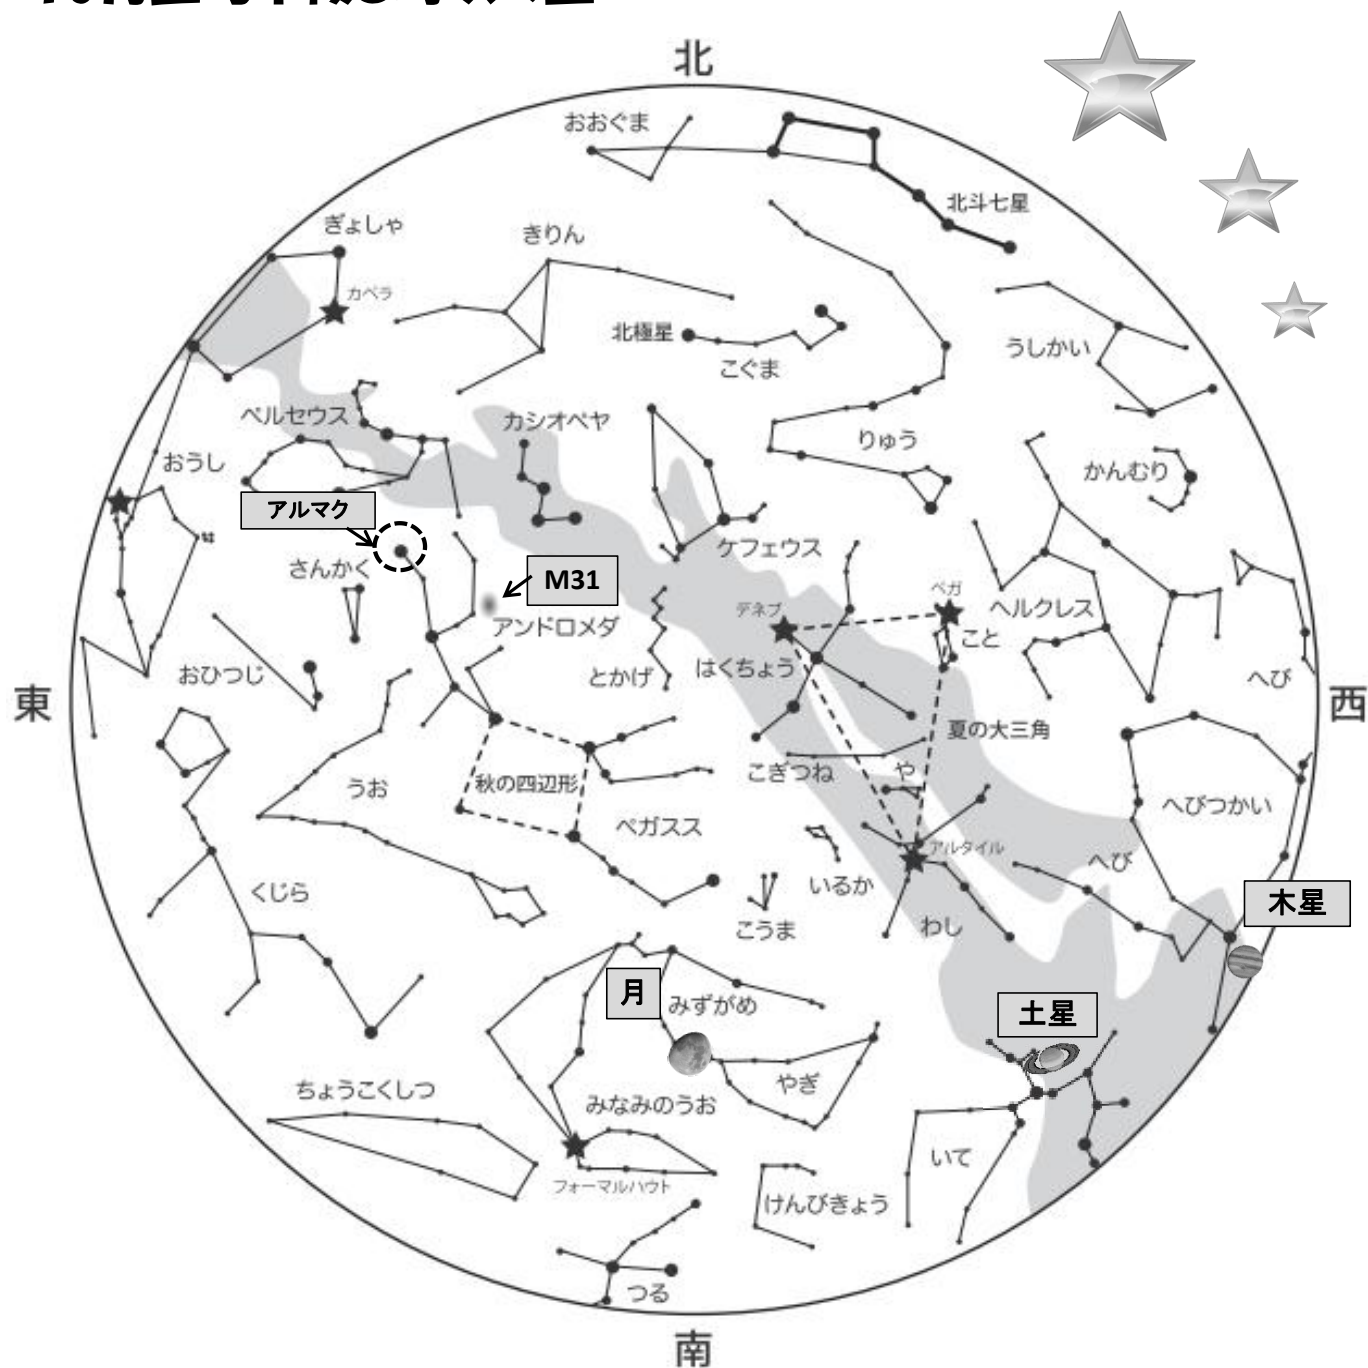 北
おおぐま
北斗七星
ぎょしゃ
きりん
カペラ
北極星
こぐま
うしかい
ペルセウス
カシオペヤ
りゅう
おうし
かんむり
アルマク
ケフェウス
さんかく
M31
アンドロメダ
デネブ
ベガ
ヘルクレス
こと
とかげ
はくちょう
おひつじ
へび
東
西
夏の大三角
こぎつね
や
うお
秋の四辺形
へびつかい
ペガスス
アルタイル
へび
いるか
くじら
こうま
わし
木星
月
みずがめ
土星
やぎ
ちょうこくしつ
みなみのうお
いて
フォーマルハウト
けんびきょう
つる
南